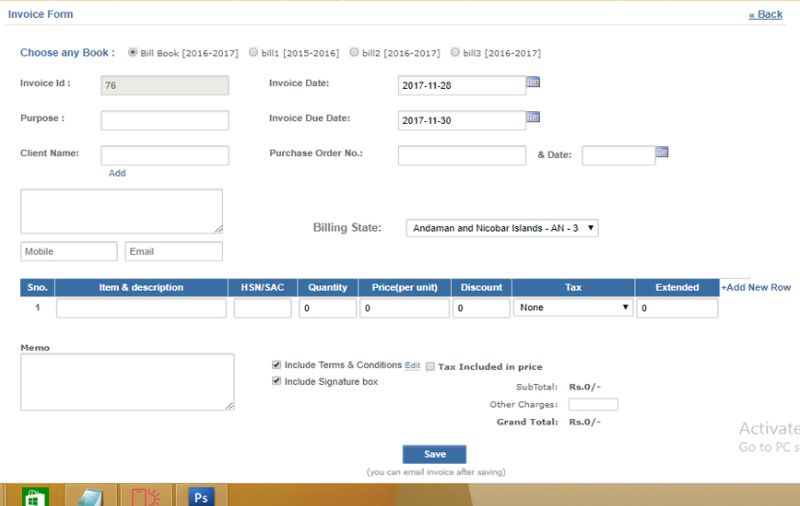 Invoice Form
« Back
Choose any Book : Bill Book [2016-2017] bill1 [2015-2016] bill2 [2016-2017] bill3 [2016-2017]
Invoice Id : 76 Invoice Date: 2017-11-28
Purpose : Invoice Due Date: 2017-11-30
Client Name: Purchase Order No.: & Date:
Add
Billing State: Andaman and Nicobar Islands - AN - 3
Mobile Email
Sno. Item & description HSN/SAC Quantity Price(per unit) Discount Tax Extended +Add New Row
1 0 0 0 None 0
Memo
Include Terms & Conditions Edit Tax Included in price
Include Signature box
SubTotal: Rs.0/-
Other Charges:
Grand Total: Rs.0/-
Activate
Go to PC s
Save
(you can email invoice after saving)
Ps